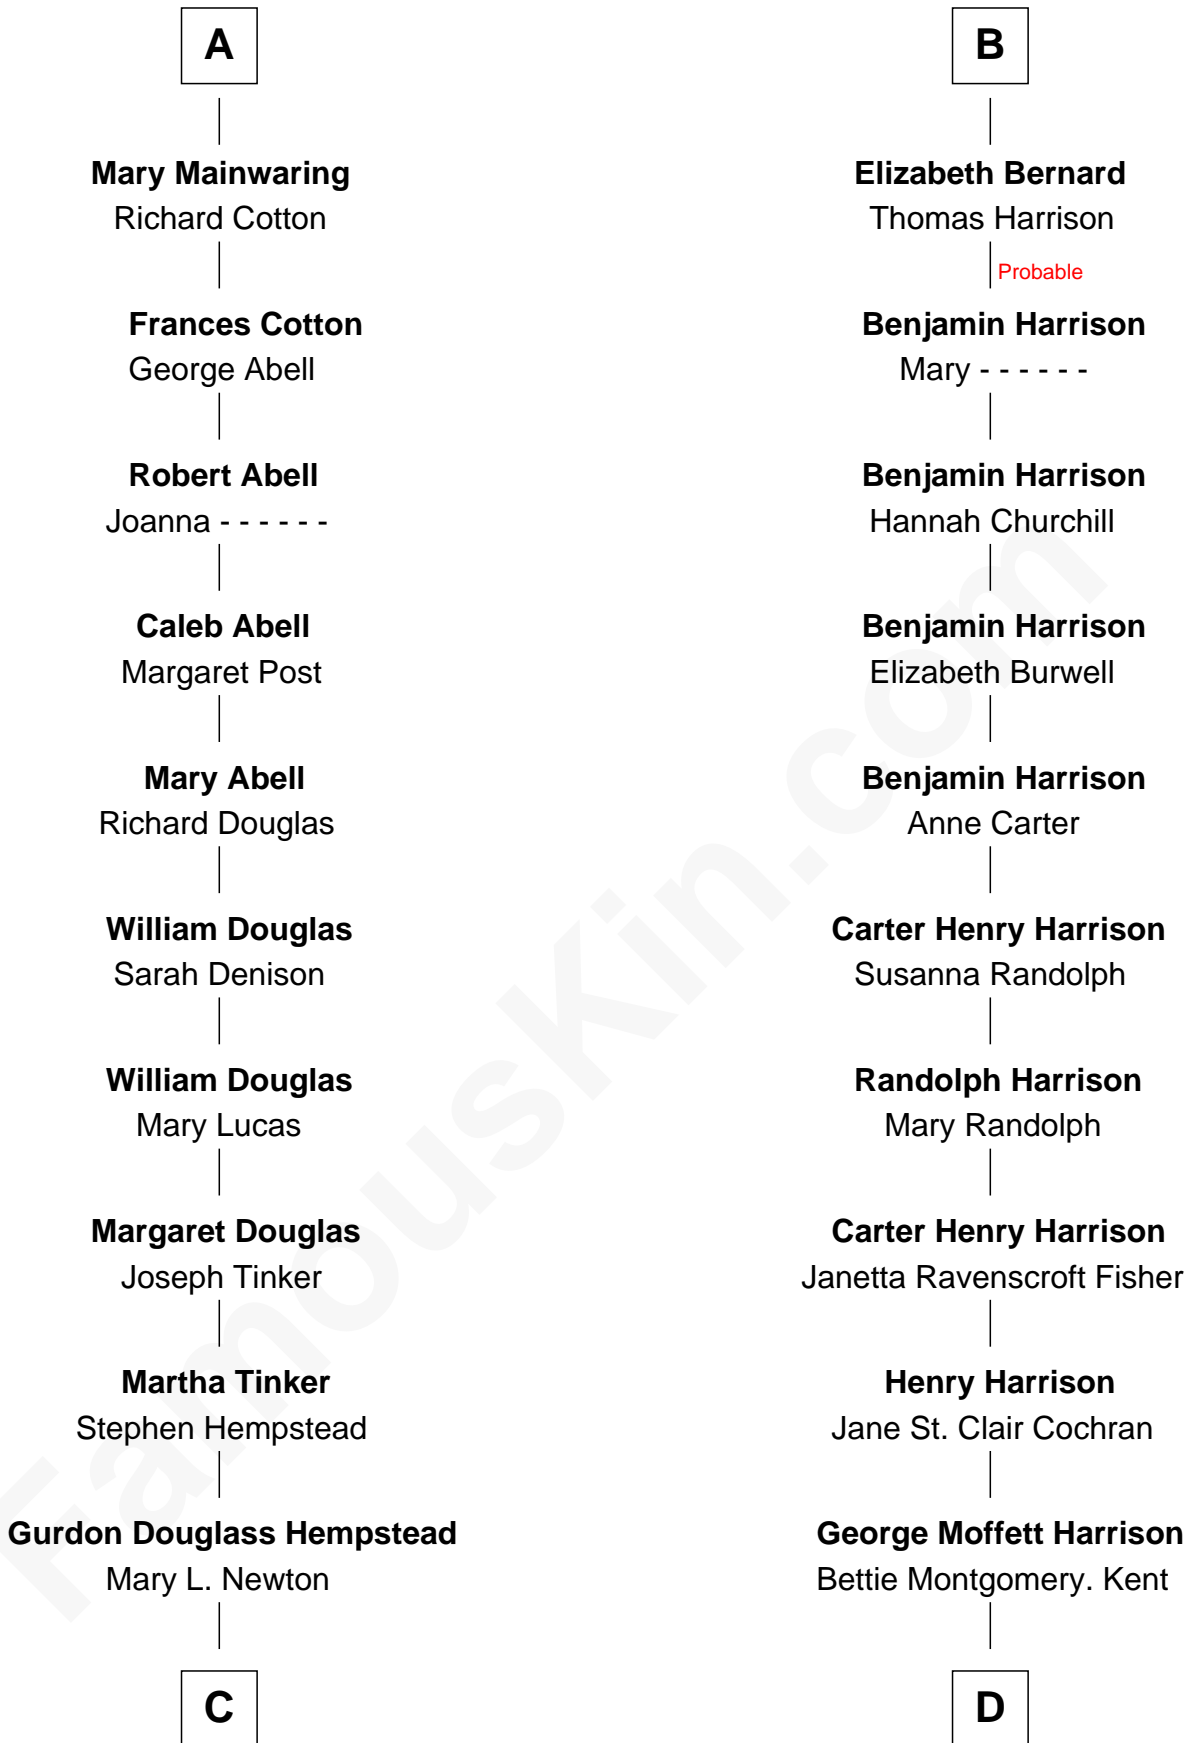 A
Mary Mainwaring
Richard Cotton
Frances Cotton
George Abell
Robert Abell
Joanna - - - - - -
Caleb Abell
Margaret Post
Mary Abell
Richard Douglas
William Douglas
Sarah Denison
William Douglas
Mary Lucas
Margaret Douglas
Joseph Tinker
Martha Tinker
Stephen Hempstead
Gurdon Douglass Hempstead
Mary L. Newton
C
B
Elizabeth Bernard
Thomas Harrison
Probable
Benjamin Harrison
Mary - - - - - -
Benjamin Harrison
Hannah Churchill
Benjamin Harrison
Elizabeth Burwell
Benjamin Harrison
Anne Carter
Carter Henry Harrison
Susanna Randolph
Randolph Harrison
Mary Randolph
Carter Henry Harrison
Janetta Ravenscroft Fisher
Henry Harrison
Jane St. Clair Cochran
George Moffett Harrison
Bettie Montgomery. Kent
D
FamousKin.com